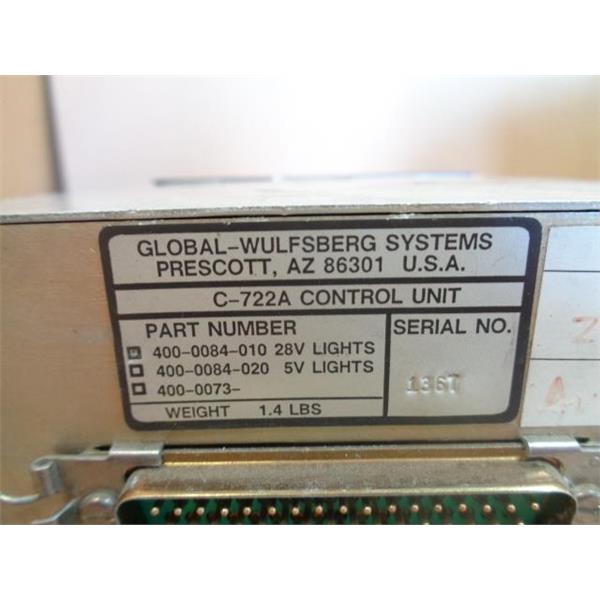 GLOBAL-WULFSBERG SYSTEMS
PRESCOTT, AZ 86301 U.S.A.
C-722A CONTROL UNIT
PART NUMBER
400-0084-010 28V LIGHTS
400-0084-020 5V LIGHTS
400-0073-
WEIGHT 1.4 LBS
SERIAL NO.